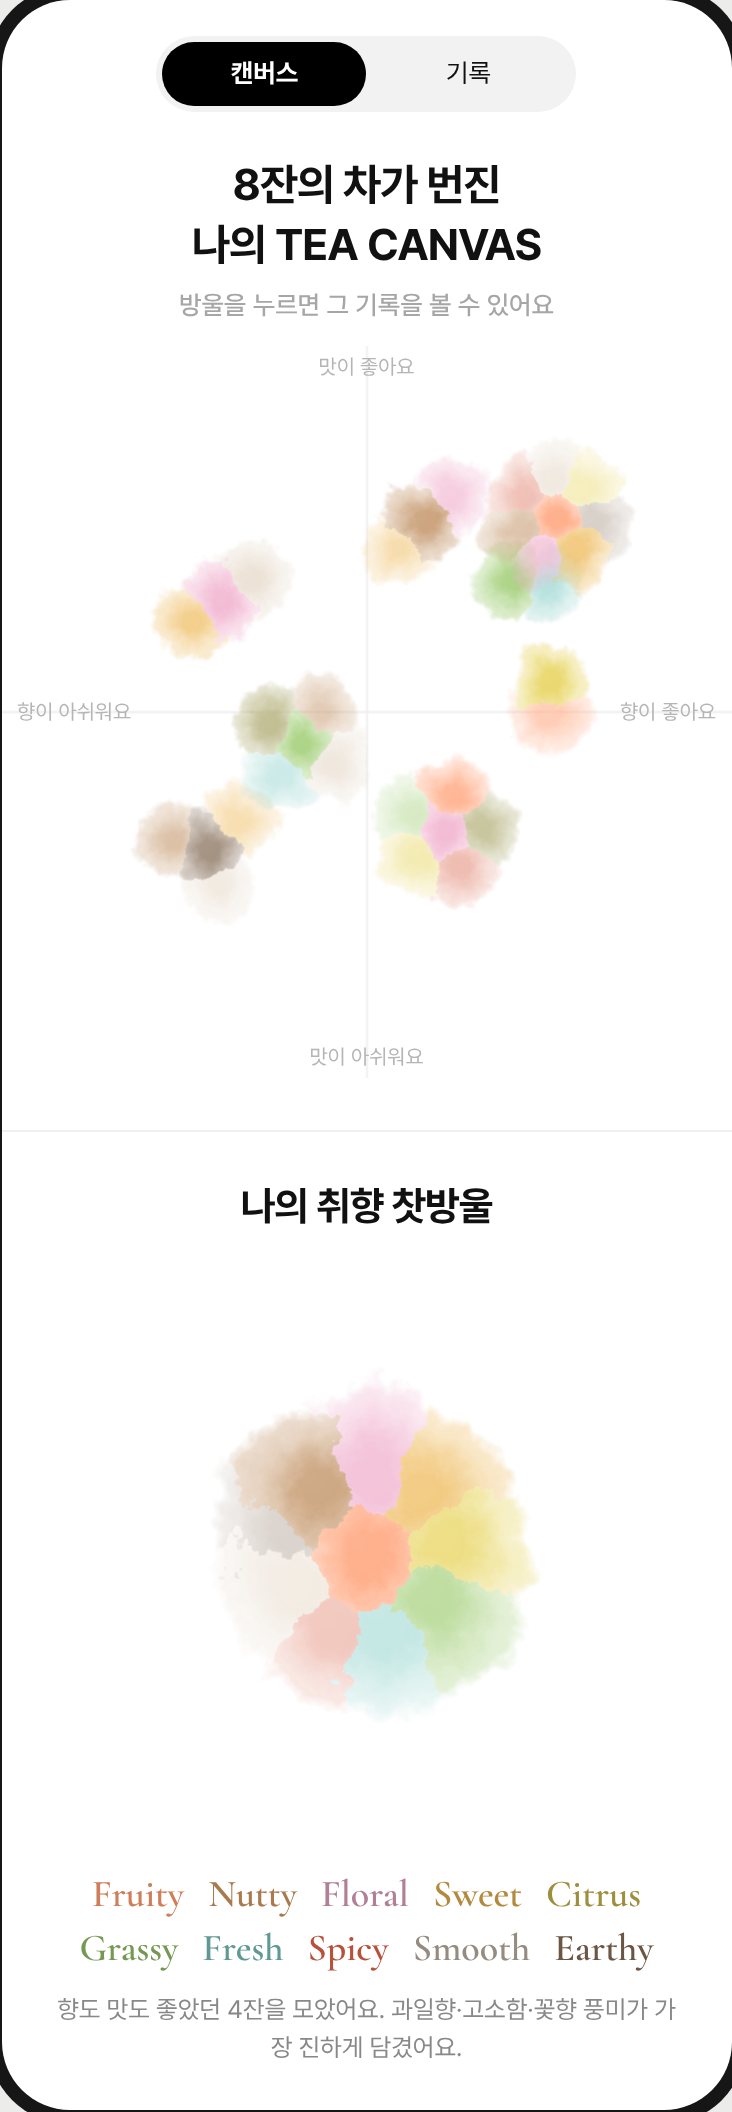 캔버스 기록
8잔의 차가 번진
나의 TEA CANVAS
방울을 누르면 그 기록을 볼 수 있어요
맛이 좋아요
향이 아쉬워요 향이 좋아요
맛이 아쉬워요
나의 취향 찻방울
Fruity Nutty Floral Sweet Citrus
Grassy Fresh Spicy Smooth Earthy
향도 맛도 좋았던 4잔을 모았어요. 과일향·고소함·꽃향 풍미가 가
장 진하게 담겼어요.